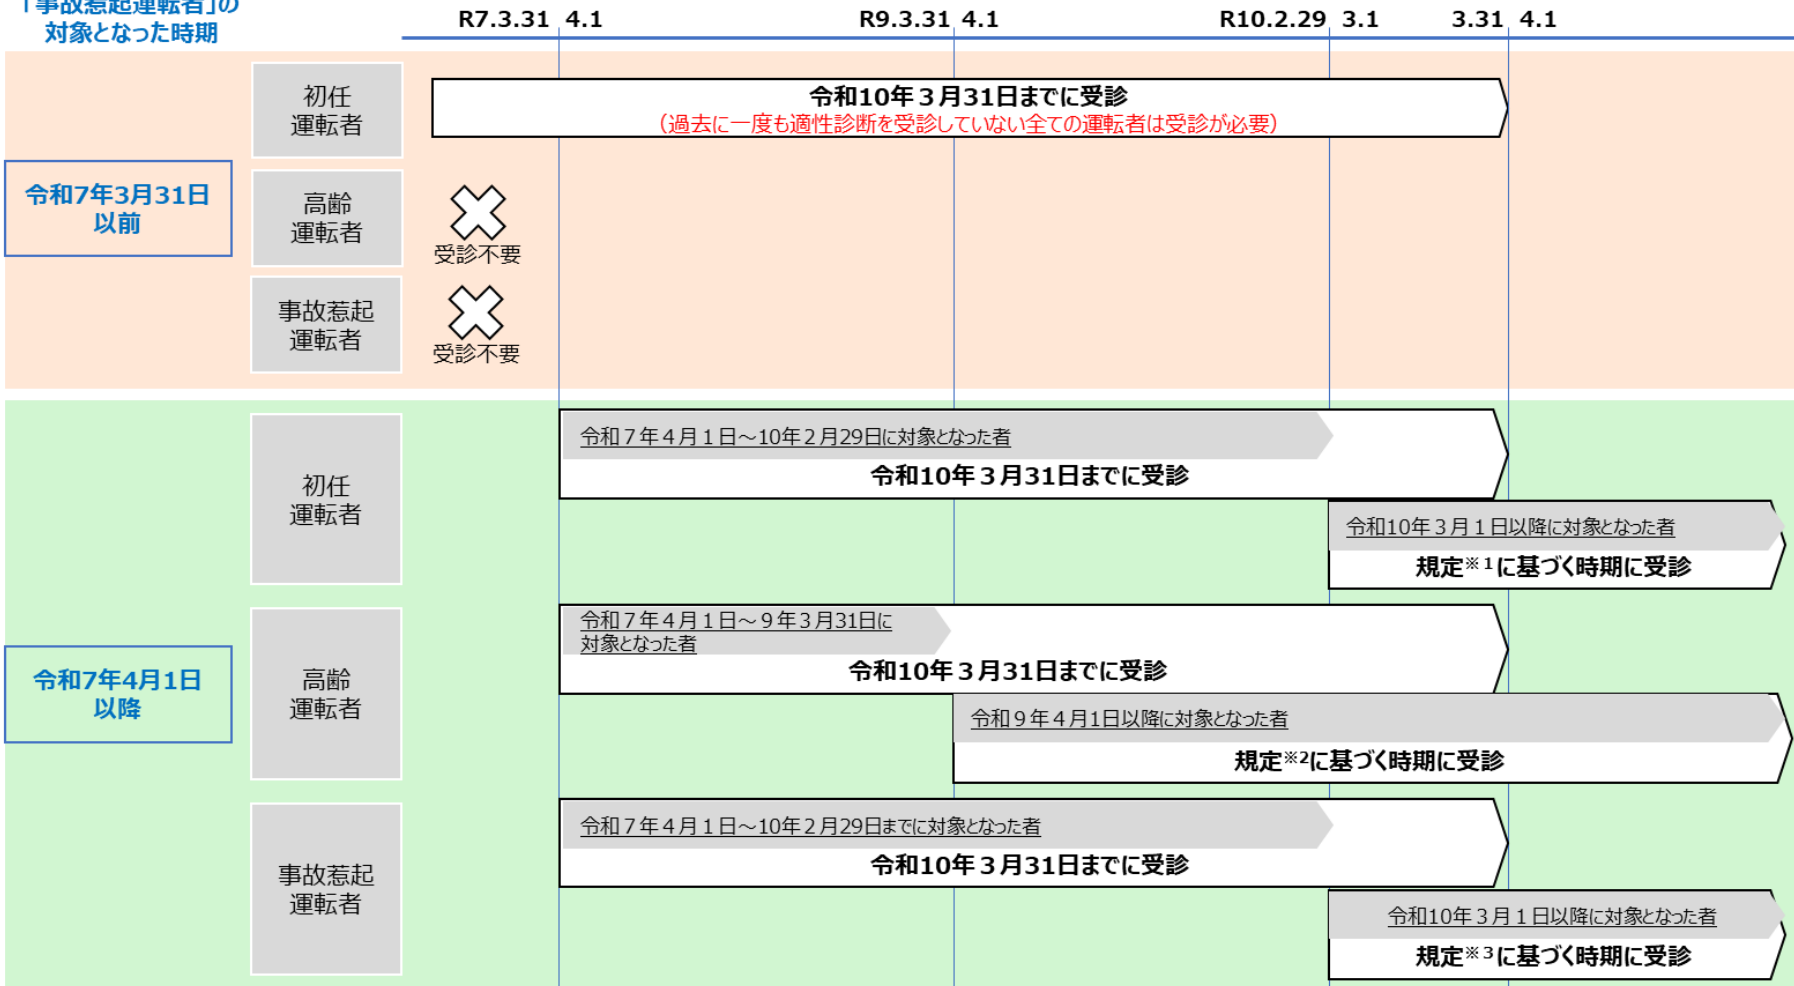 「事故惹起運転者」の
対象となった時期
R7.3.31 4.1
R9.3.31 4.1
R10.2.29 3.1
3.31 4.1
令和7年3月31日
以前
初任
運転者
令和10年３月31日までに受診
（過去に一度も適性診断を受診していない全ての運転者は受診が必要）
高齢
運転者
受診不要
事故惹起
運転者
受診不要
令和7年4月1日
以降
初任
運転者
令和７年４月１日～10年２月29日に対象となった者
令和10年３月31日までに受診
令和10年３月１日以降に対象となった者
規定※1に基づく時期に受診
高齢
運転者
令和７年４月１日～９年３月31日に
対象となった者
令和10年３月31日までに受診
令和９年４月1日以降に対象となった者
規定※2に基づく時期に受診
事故惹起
運転者
令和７年４月１日～10年２月29日までに対象となった者
令和10年３月31日までに受診
令和10年３月１日以降に対象となった者
規定※3に基づく時期に受診